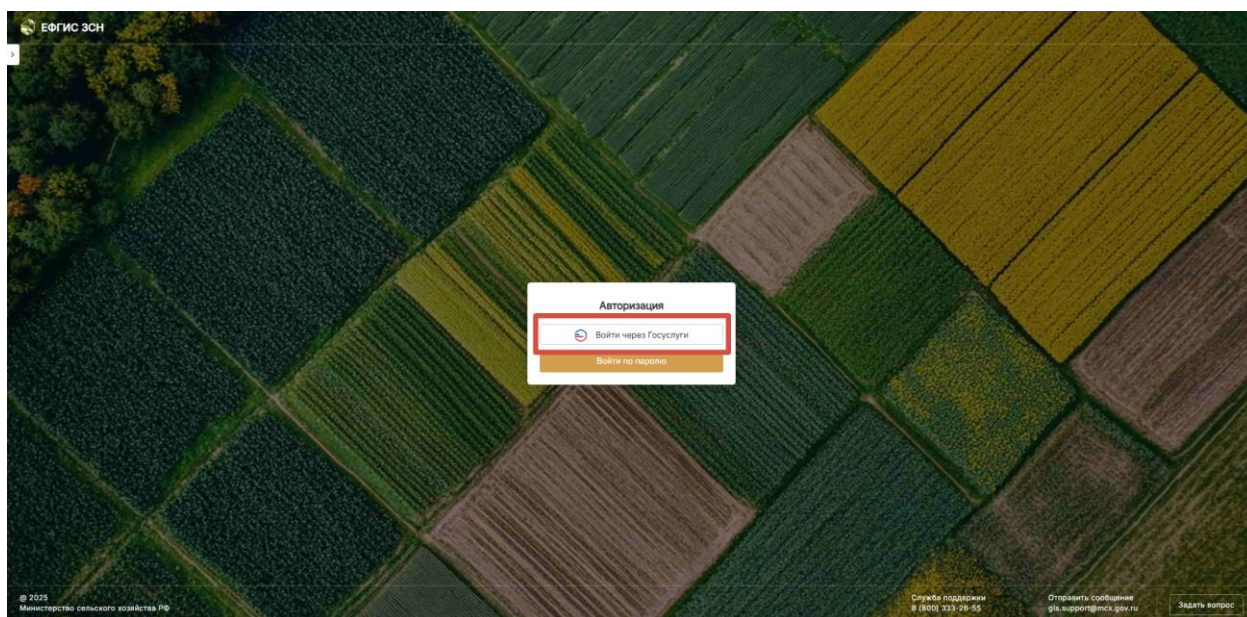 ЕФГИС ЗСН
Авторизация
Войти через Госуслуги
Войти по паролю
@ 2025
Министерство сельского хозяйства РФ
Служба поддержки
8 (800) 333-28-55
Отправить сообщение
gis.support@mcx.gov.ru
Задать вопрос